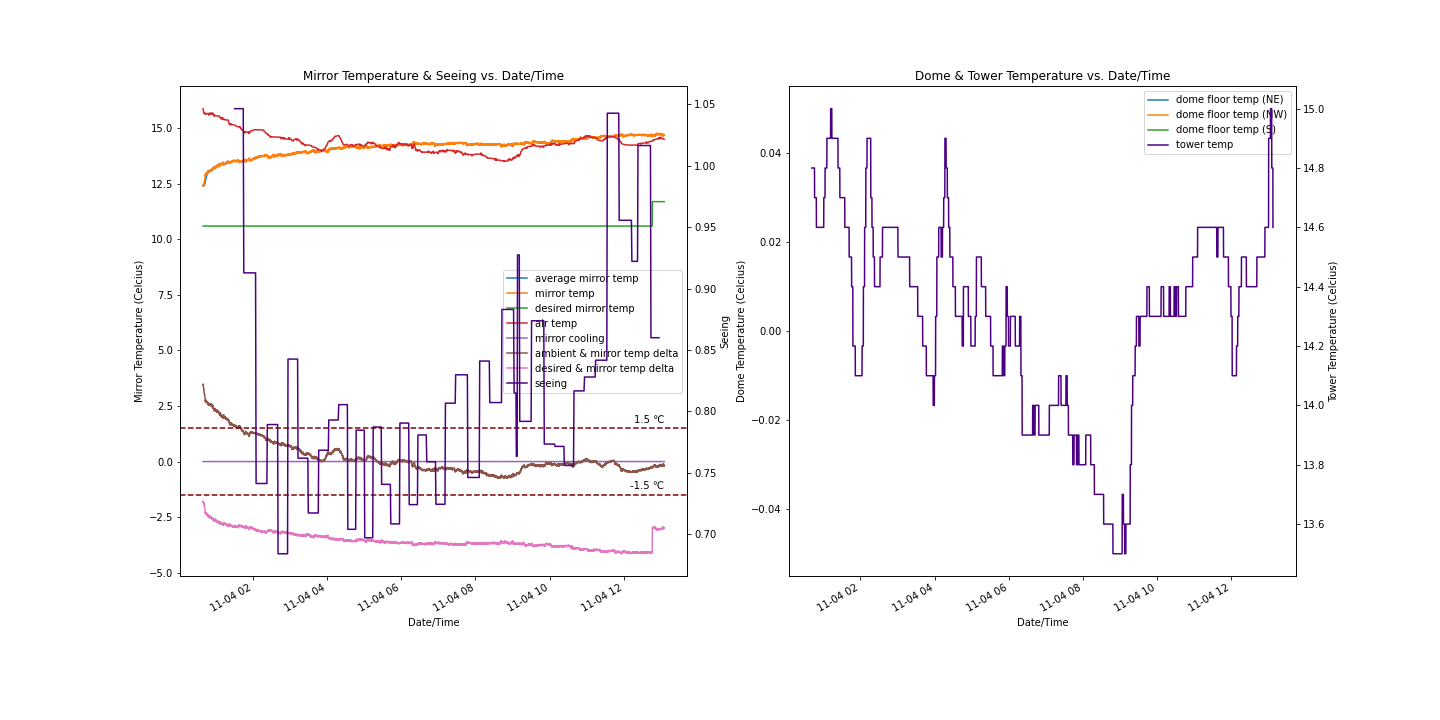 Mirror Temperature & Seeing vs. Date/Time
Mirror Temperature (Celcius)
15.0
12.5
10.0
7.5
5.0
2.5
0.0
−2.5
−5.0
1.05
1.00
0.95
0.90
0.85
0.80
0.75
0.70
Seeing
average mirror temp
mirror temp
desired mirror temp
air temp
mirror cooling
ambient & mirror temp delta
desired & mirror temp delta
seeing
1.5 °C
-1.5 °C
11-04 02
11-04 04
11-04 06
11-04 08
11-04 10
11-04 12
Date/Time
Dome & Tower Temperature vs. Date/Time
Dome Temperature (Celcius)
0.04
0.02
0.00
−0.02
−0.04
dome floor temp (NE)
dome floor temp (NW)
dome floor temp (S)
tower temp
15.0
14.8
14.6
14.4
14.2
14.0
13.8
13.6
Tower Temperature (Celcius)
11-04 02
11-04 04
11-04 06
11-04 08
11-04 10
11-04 12
Date/Time